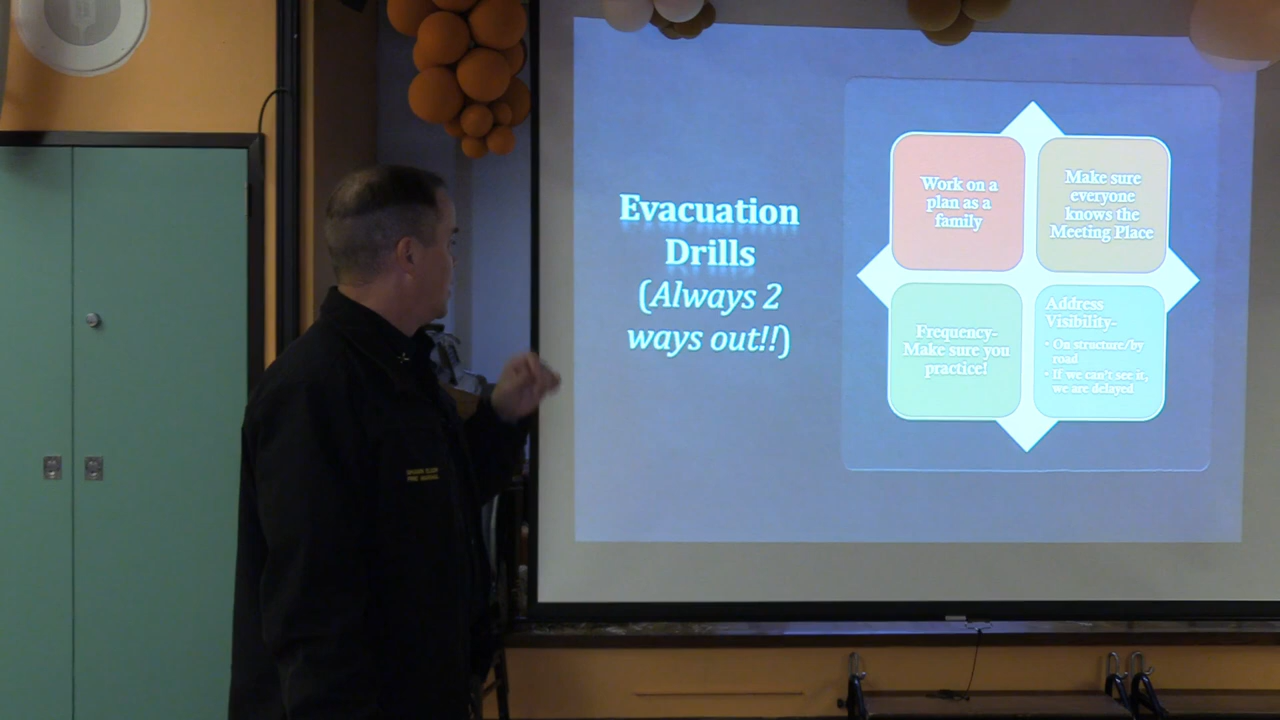 Evacuation
Drills
(Always 2
ways out!!)
Work on a
plan as a
family
Make sure
everyone
knows the
Meeting Place
Frequency-
Make sure you
practice!
Address
Visibility-
• On structure/by
road
• If we can't see it,
we are delayed